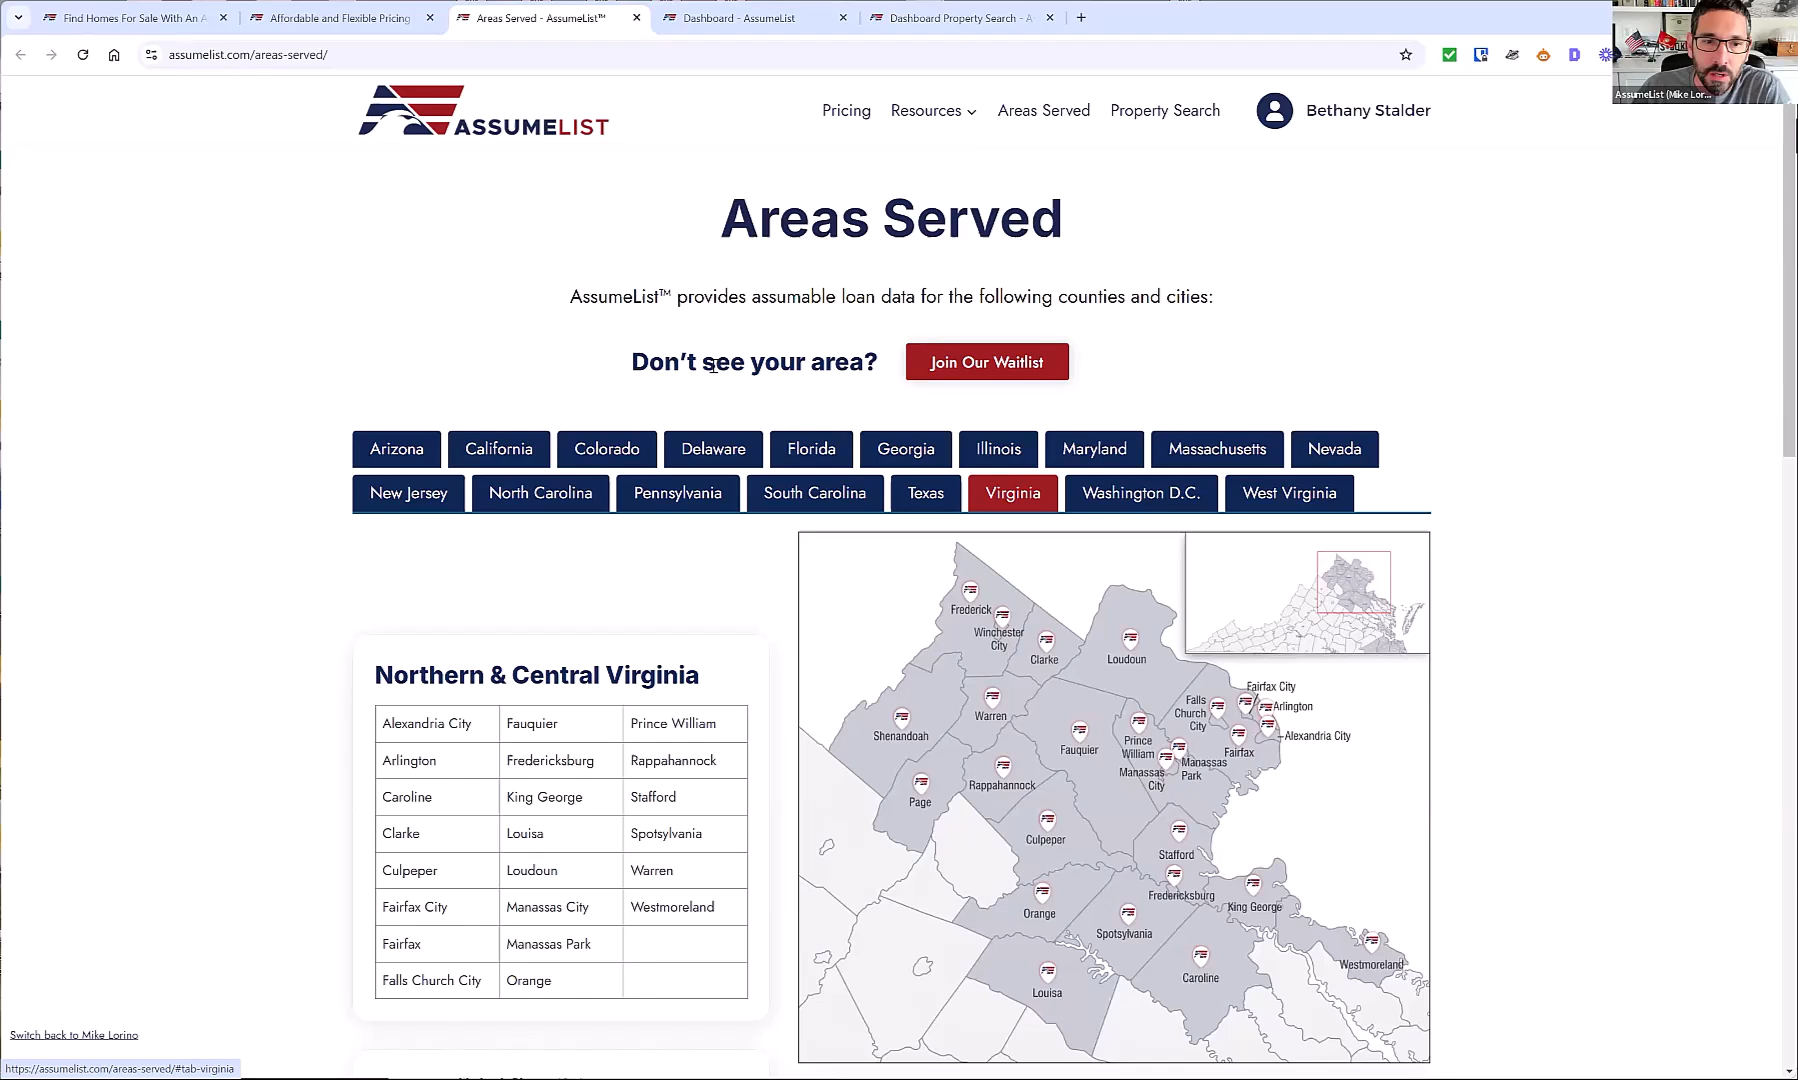 Find Homes For Sale With An A
Affordable and Flexible Pricing
Areas Served - AssumeList™
Dashboard - AssumeList
Dashboard Property Search - A
assumelist.com/areas-served/
AssumeList (Mike Lor...
ASSUMELIST
Pricing
Resources
Areas Served
Property Search
Bethany Stalder
Areas Served
AssumeList™ provides assumable loan data for the following counties and cities:
Don't see your area?
Join Our Waitlist
Arizona
California
Colorado
Delaware
Florida
Georgia
Illinois
Maryland
Massachusetts
Nevada
New Jersey
North Carolina
Pennsylvania
South Carolina
Texas
Virginia
Washington D.C.
West Virginia
Northern & Central Virginia
Alexandria City Fauquier Prince William
Arlington Fredericksburg Rappahannock
Caroline King George Stafford
Clarke Louisa Spotsylvania
Culpeper Loudoun Warren
Fairfax City Manassas City Westmoreland
Fairfax Manassas Park
Falls Church City Orange
Frederick
Winchester
City
Clarke
Loudoun
Fairfax City
Falls
Church
City
Arlington
Alexandria City
Warren
Shenandoah
Fauquier
Prince
William
Manassas
City
Manassas
Park
Fairfax
Rappahannock
Page
Culpeper
Stafford
Fredericksburg
King George
Orange
Spotsylvania
Westmoreland
Caroline
Louisa
Switch back to Mike Lorino
https://assumelist.com/areas-served/#tab-virginia